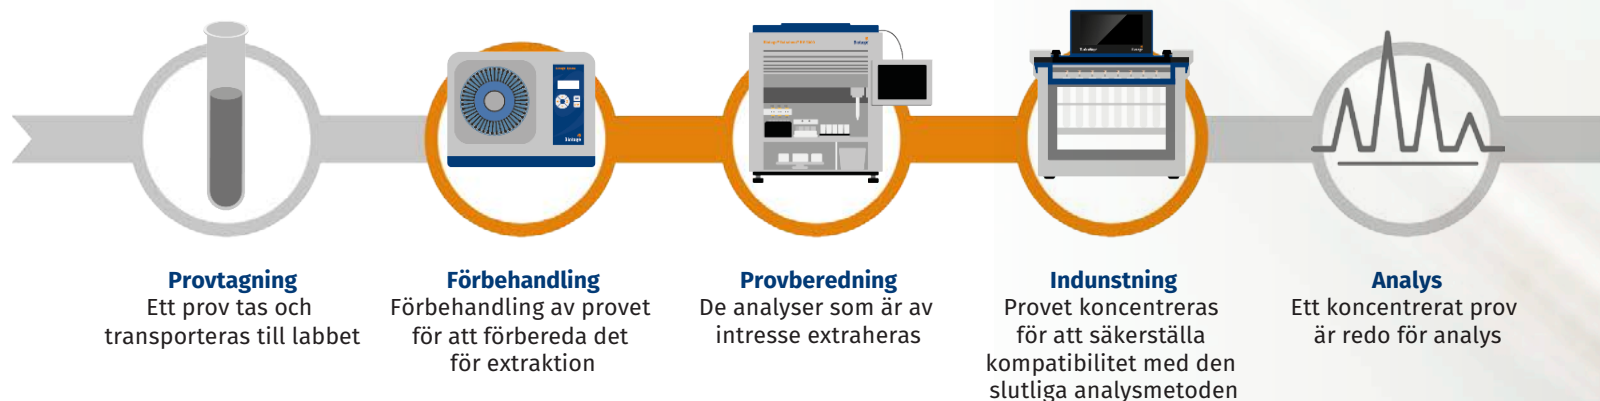 Provtagning
Ett prov tas och
transporteras till labbet
Förbehandling
Förbehandling av provet
för att förbereda det
för extraktion
Provberedning
De analyser som är av
intresse extraheras
Indunstning
Provet koncentreras
för att säkerställa
kompatibilitet med den
slutliga analysmetoden
Analys
Ett koncentrerat prov
är redo för analys